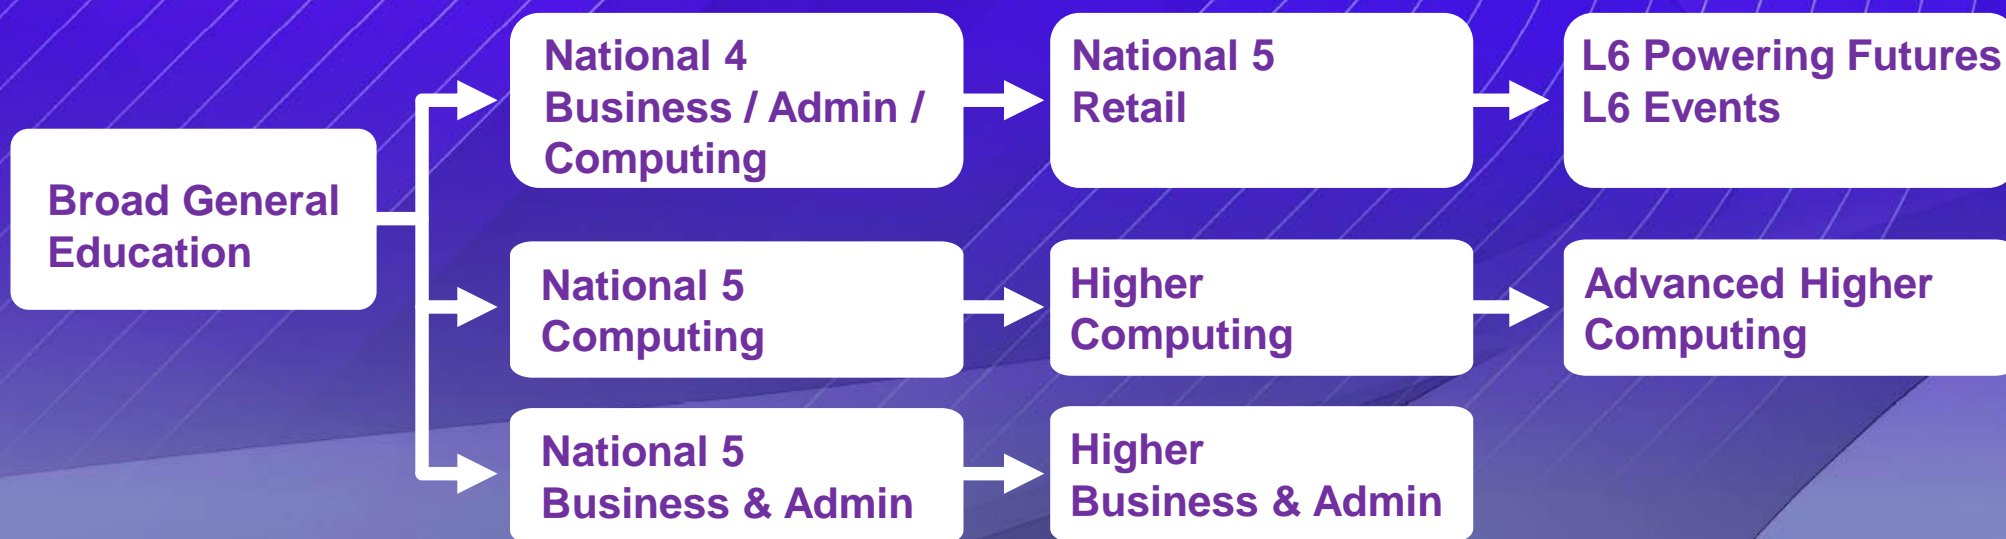 Broad General
Education
National 4
Business / Admin /
Computing
National 5
Retail
L6 Powering Futures
L6 Events
National 5
Computing
Higher
Computing
Advanced Higher
Computing
National 5
Business & Admin
Higher
Business & Admin